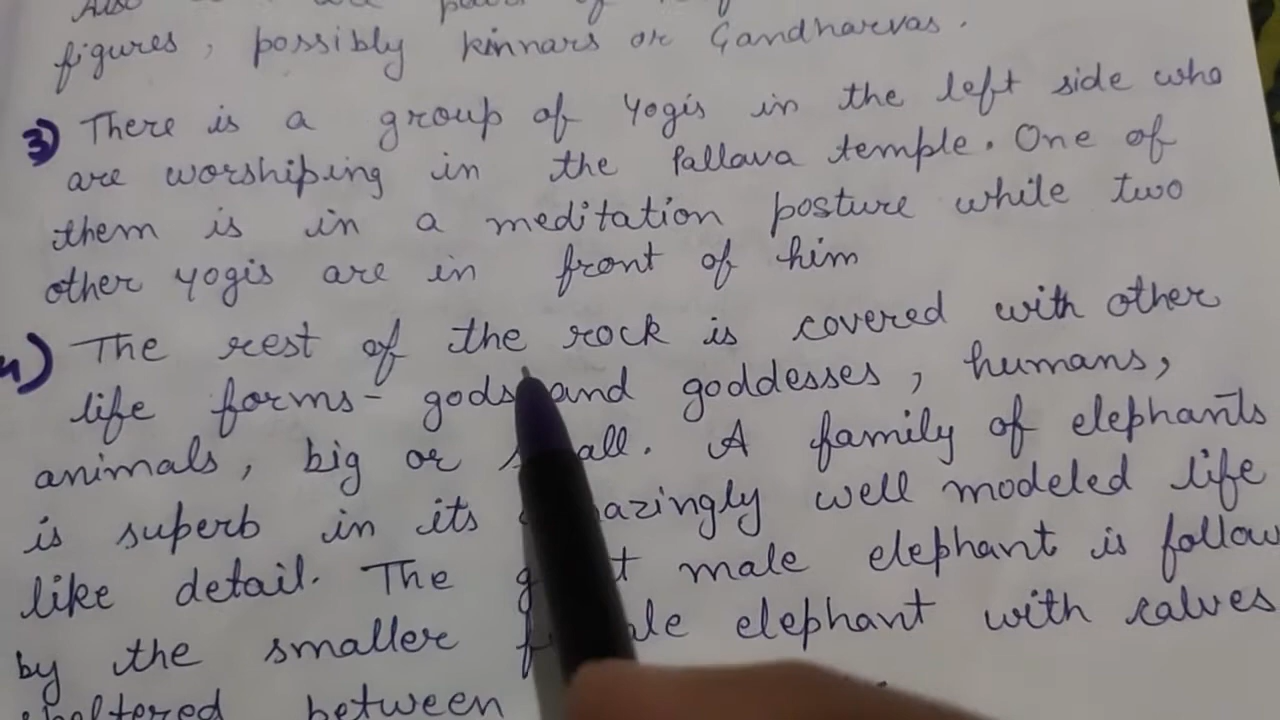 figures, possibly kinnars or Gandharvas.
3) There is a group of Yogis in the left side who
are worshiping in the Pallava temple. One of
them is in a meditation posture while two
other yogis are in front of him
4) The rest of the rock is covered with other
life forms - gods and goddesses, humans,
animals, big or small. A family of elephants
is superb in its amazingly well modeled life
like detail. The male elephant is follow
by the smaller female elephant with calves
sheltered between